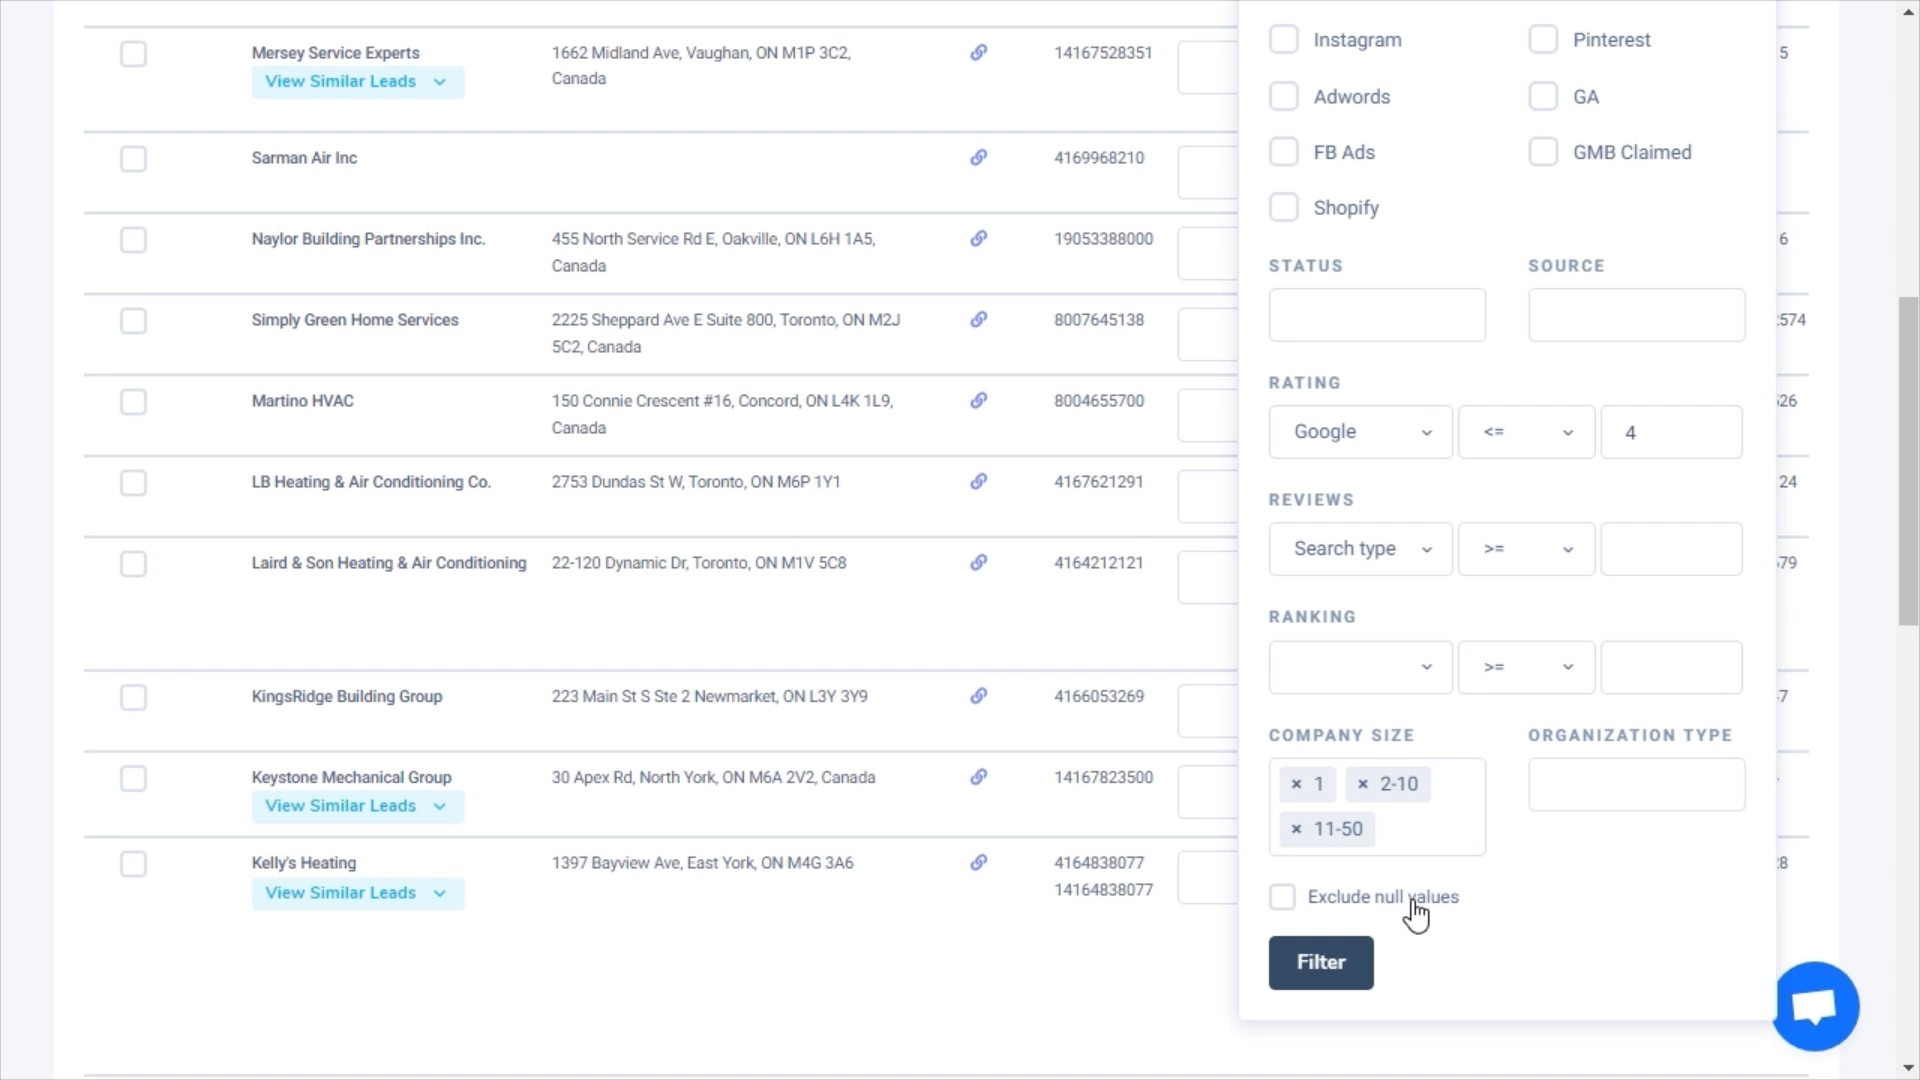 Mersey Service Experts
View Similar Leads
1662 Midland Ave, Vaughan, ON M1P 3C2,
Canada
14167528351
5
Sarman Air Inc
4169968210
Naylor Building Partnerships Inc.
455 North Service Rd E, Oakville, ON L6H 1A5,
Canada
19053388000
6
Simply Green Home Services
2225 Sheppard Ave E Suite 800, Toronto, ON M2J
5C2, Canada
8007645138
574
Martino HVAC
150 Connie Crescent #16, Concord, ON L4K 1L9,
Canada
8004655700
26
LB Heating & Air Conditioning Co.
2753 Dundas St W, Toronto, ON M6P 1Y1
4167621291
24
Laird & Son Heating & Air Conditioning
22-120 Dynamic Dr, Toronto, ON M1V 5C8
4164212121
79
KingsRidge Building Group
223 Main St S Ste 2 Newmarket, ON L3Y 3Y9
4166053269
7
Keystone Mechanical Group
View Similar Leads
30 Apex Rd, North York, ON M6A 2V2, Canada
14167823500
Kelly's Heating
View Similar Leads
1397 Bayview Ave, East York, ON M4G 3A6
4164838077
14164838077
8
Instagram
Pinterest
Adwords
GA
FB Ads
GMB Claimed
Shopify
STATUS
SOURCE
RATING
Google
<=
4
REVIEWS
Search type
>=
RANKING
>=
COMPANY SIZE
ORGANIZATION TYPE
× 1 × 2-10
× 11-50
Exclude null values
Filter